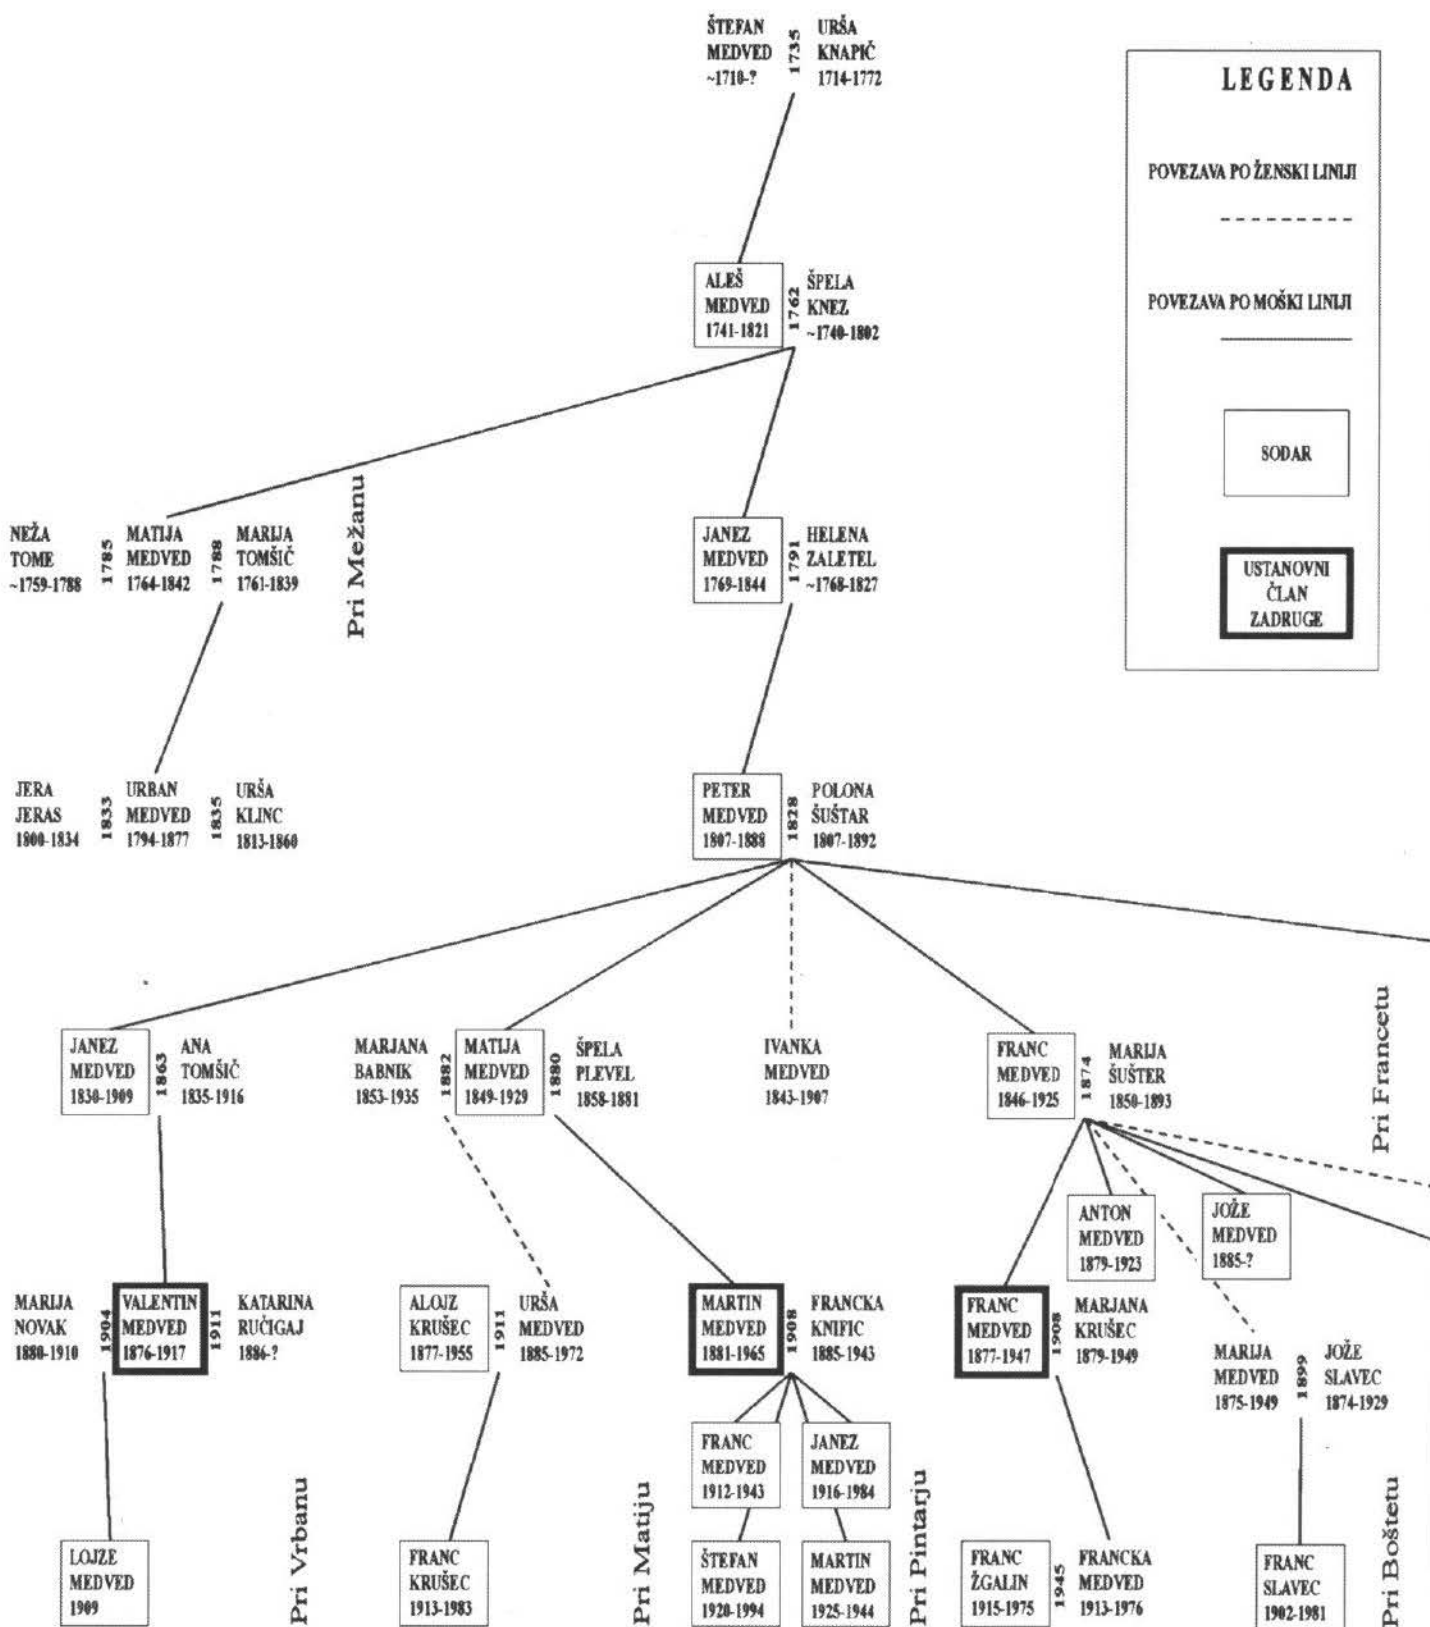 ŠTEFAN
MEDVED
~1710-?
1735
URŠA
KNAPIČ
1714-1772
LEGENDA
POVEZAVA PO ŽENSKI LINIJI
POVEZAVA PO MOŠKI LINIJI
SODAR
USTANOVNI
ČLAN
ZADRUGE
ALEŠ
MEDVED
1741-1821
1762
ŠPELA
KNEZ
~1740-1802
NEŽA
TOME
~1759-1788
1785
MATIJA
MEDVED
1764-1842
1788
MARIJA
TOMŠIČ
1761-1839
Pri Mežanu
JANEZ
MEDVED
1769-1844
1791
HELENA
ZALETEL
~1768-1827
JERA
JERAS
1800-1834
1833
URBAN
MEDVED
1794-1877
1835
URŠA
KLINC
1813-1860
PETER
MEDVED
1807-1888
1828
POLONA
ŠUŠTAR
1807-1892
JANEZ
MEDVED
1830-1909
1863
ANA
TOMŠIČ
1835-1916
MARJANA
BABNIK
1853-1935
1882
MATIJA
MEDVED
1849-1929
1880
ŠPELA
PLEVEL
1858-1881
IVANKA
MEDVED
1843-1907
FRANC
MEDVED
1846-1925
1874
MARIJA
ŠUŠTER
1850-1893
Pri Francetu
ANTON
MEDVED
1879-1923
JOŽE
MEDVED
1885-?
MARIJA
NOVAK
1880-1910
1904
VALENTIN
MEDVED
1876-1917
1911
KATARINA
RUČIGAJ
1886-?
ALOJZ
KRUŠEC
1877-1955
1911
URŠA
MEDVED
1885-1972
MARTIN
MEDVED
1881-1965
1908
FRANCKA
KNIFIC
1885-1943
FRANC
MEDVED
1877-1947
1908
MARJANA
KRUŠEC
1879-1949
MARIJA
MEDVED
1875-1949
1899
JOŽE
SLAVEC
1874-1929
FRANC
MEDVED
1912-1943
JANEZ
MEDVED
1916-1984
LOJZE
MEDVED
1909
Pri Vrbanu
FRANC
KRUŠEC
1913-1983
Pri Matiju
ŠTEFAN
MEDVED
1920-1994
MARTIN
MEDVED
1925-1944
Pri Pintarju
FRANC
ŽGALIN
1915-1975
1945
FRANCKA
MEDVED
1913-1976
FRANC
SLAVEC
1902-1981
Pri Boštetu